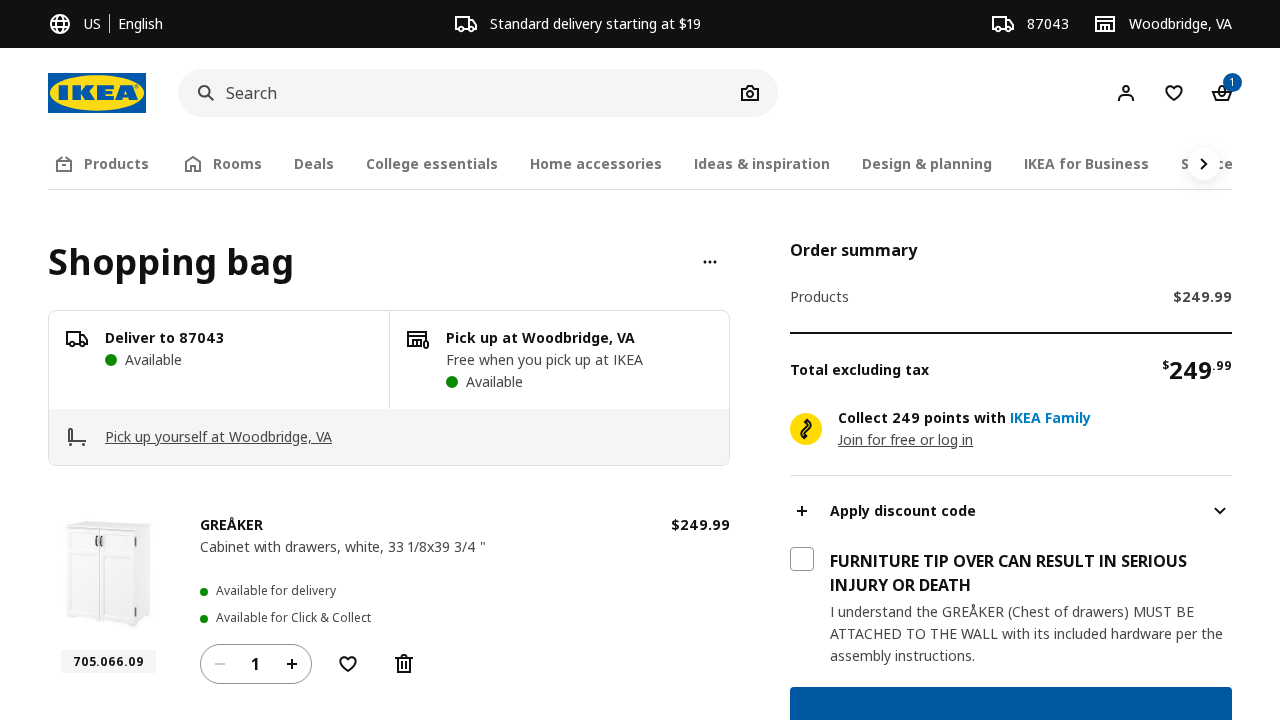 US English
Standard delivery starting at $19
87043
Woodbridge, VA
IKEA
Search
1
Products
Rooms
Deals
College essentials
Home accessories
Ideas & inspiration
Design & planning
IKEA for Business
Shopping bag
Deliver to 87043
Available
Pick up at Woodbridge, VA
Free when you pick up at IKEA
Available
Pick up yourself at Woodbridge, VA
GREÅKER
$249.99
Cabinet with drawers, white, 33 1/8x39 3/4 "
Available for delivery
Available for Click & Collect
705.066.09
1
Order summary
Products $249.99
Total excluding tax $249.99
Collect 249 points with IKEA Family
Join for free or log in
Apply discount code
FURNITURE TIP OVER CAN RESULT IN SERIOUS
INJURY OR DEATH
I understand the GREÅKER (Chest of drawers) MUST BE
ATTACHED TO THE WALL with its included hardware per the
assembly instructions.